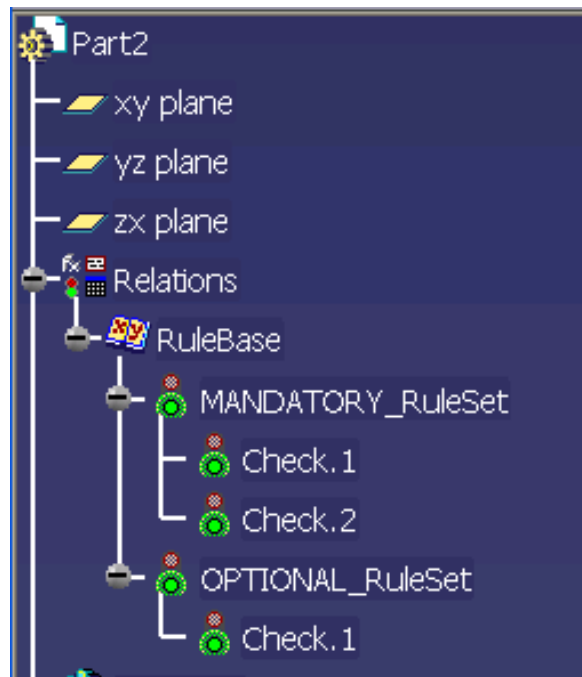 Part2
xy plane
yz plane
zx plane
Relations
RuleBase
MANDATORY_RuleSet
Check.1
Check.2
OPTIONAL_RuleSet
Check.1